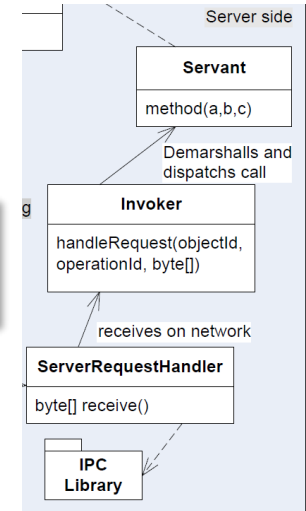 Server side
Servant
method(a,b,c)
Demarshalls and
dispatchs call
g
Invoker
handleRequest(objectId,
operationId, byte[])
receives on network
ServerRequestHandler
byte[] receive()
IPC
Library